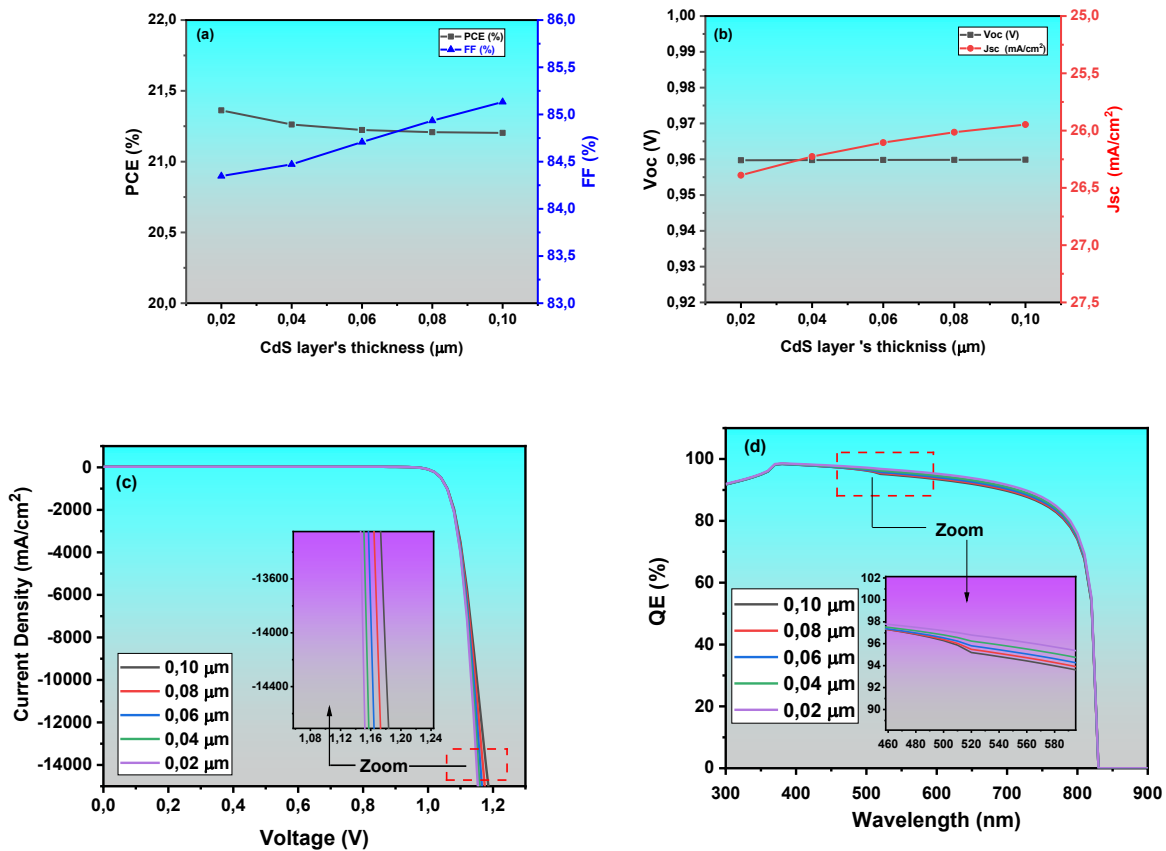 (a)
PCE (%)
FF (%)
22,0
21,5
21,0
20,5
20,0
PCE (%)
86,0
85,5
85,0
84,5
84,0
83,5
83,0
FF (%)
0,02 0,04 0,06 0,08 0,10
CdS layer's thickness (μm)
(b)
Voc (V)
Jsc (mA/cm²)
1,00
0,99
0,98
0,97
0,96
0,95
0,94
0,93
0,92
Voc (V)
25,0
25,5
26,0
26,5
27,0
27,5
Jsc (mA/cm²)
0,02 0,04 0,06 0,08 0,10
CdS layer 's thickniss (μm)
(c)
0
-2000
-4000
-6000
-8000
-10000
-12000
-14000
Current Density (mA/cm²)
-13600
-14000
-14400
1,08 1,12 1,16 1,20 1,24
Zoom
0,10 μm
0,08 μm
0,06 μm
0,04 μm
0,02 μm
0,0 0,2 0,4 0,6 0,8 1,0 1,2
Voltage (V)
(d)
100
80
60
40
20
0
QE (%)
Zoom
102
100
98
96
94
92
90
460 480 500 520 540 560 580
0,10 μm
0,08 μm
0,06 μm
0,04 μm
0,02 μm
300 400 500 600 700 800 900
Wavelength (nm)